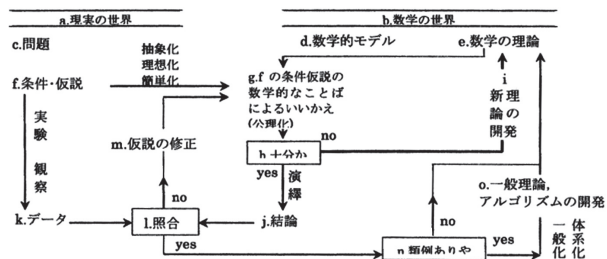 a.現実の世界
b.数学の世界
c.問題
d.数学的モデル
e.数学の理論
抽象化
理想化
簡単化
f.条件・仮説
g.f の条件仮説の
数学的なことば
によるいいかえ
(公理化)
i
新理
論の
開発
実験 観察
m.仮説の修正
h 十分か
no
yes
演繹
k.データ
l.照合
no
yes
j.結論
n 類例ありや
no
yes
o.一般理論,
アルゴリズムの開発
一般化
体系化